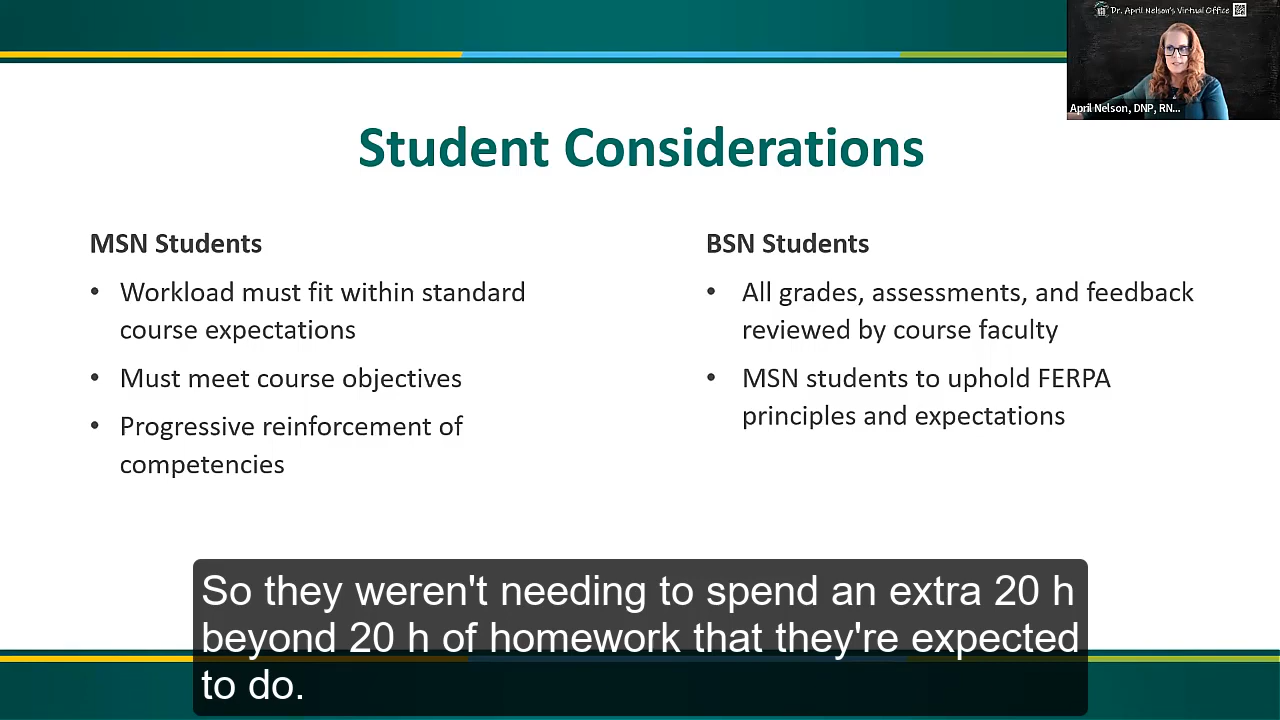 Dr. April Nelson's Virtual Office
April Nelson, DNP, RN...
Student Considerations
MSN Students
• Workload must fit within standard
course expectations
• Must meet course objectives
• Progressive reinforcement of
competencies
BSN Students
• All grades, assessments, and feedback
reviewed by course faculty
• MSN students to uphold FERPA
principles and expectations
So they weren't needing to spend an extra 20 h
beyond 20 h of homework that they're expected
to do.